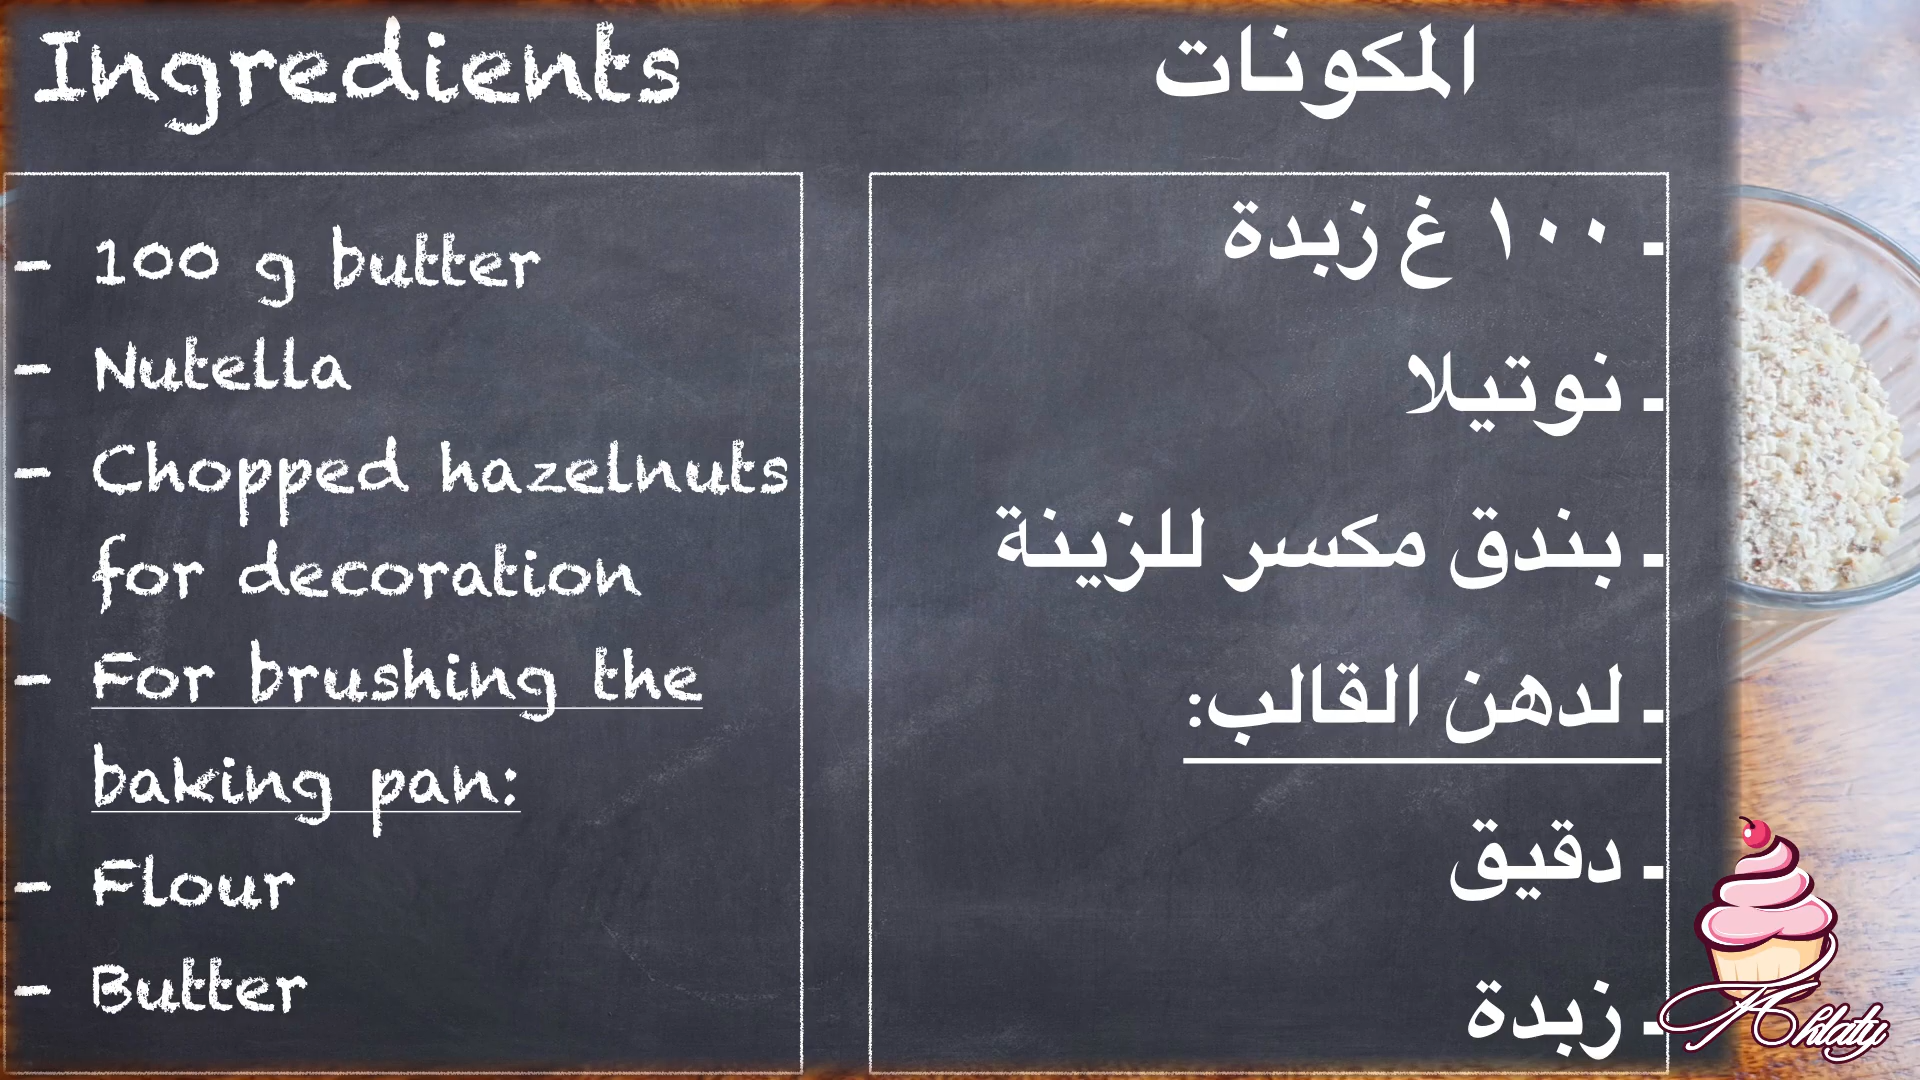 Ingredients
- 100 g butter
- Nutella
- Chopped hazelnuts
for decoration
- For brushing the
baking pan:
- Flour
- Butter
المكونات
- ١٠٠ غ زبدة
- نوتيلا
- بندق مكسر للزينة
- لدهن القالب:
- دقيق
- زبدة
Ahlaty